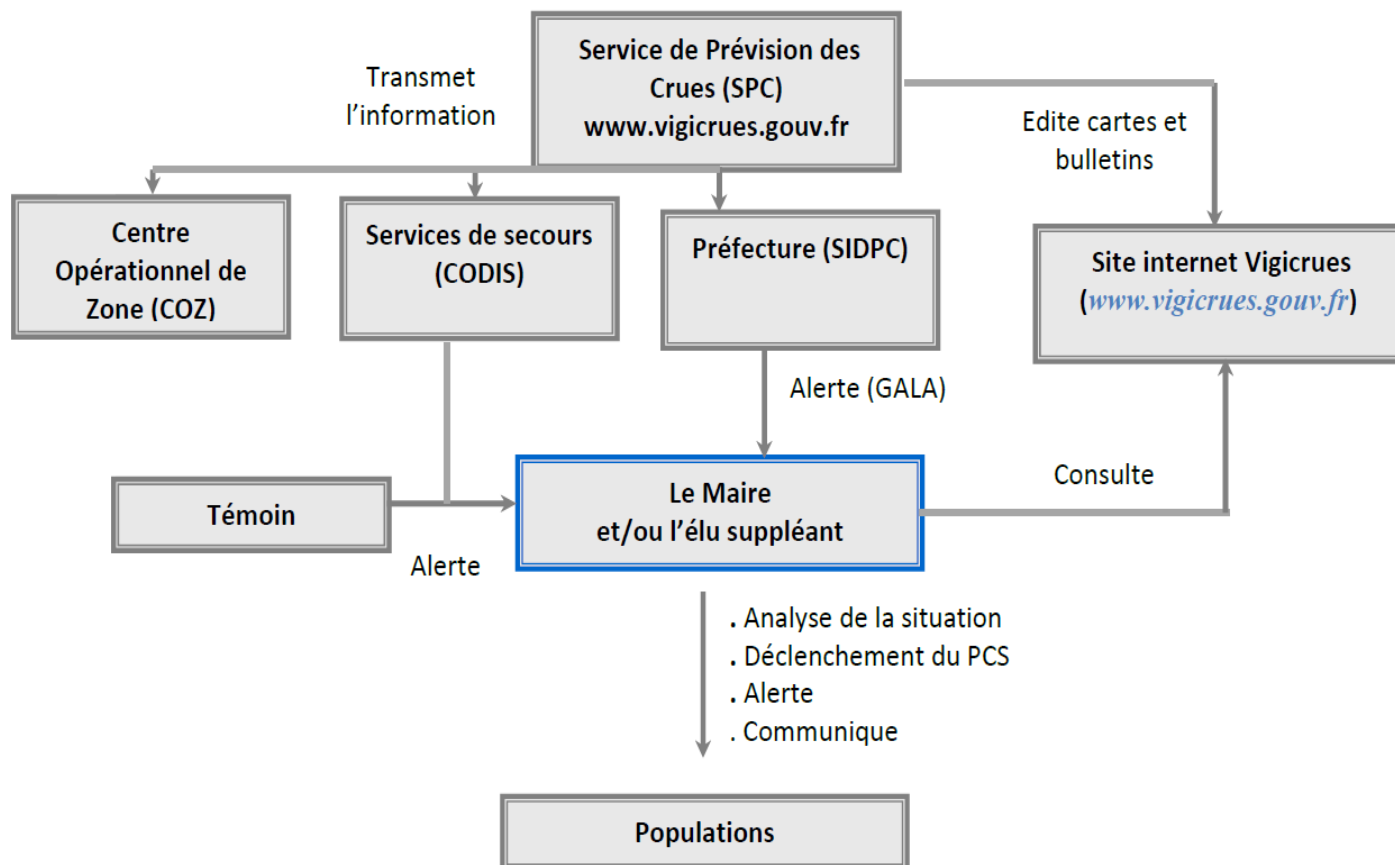 Service de Prévision des
Crues (SPC)
www.vigicrues.gouv.fr
Transmet
l'information
Edite cartes et
bulletins
Centre
Opérationnel de
Zone (COZ)
Services de secours
(CODIS)
Préfecture (SIDPC)
Site internet Vigicrues
(www.vigicrues.gouv.fr)
Alerte (GALA)
Témoin
Alerte
Le Maire
et/ou l'élu suppléant
Consulte
. Analyse de la situation
. Déclenchement du PCS
. Alerte
. Communique
Populations